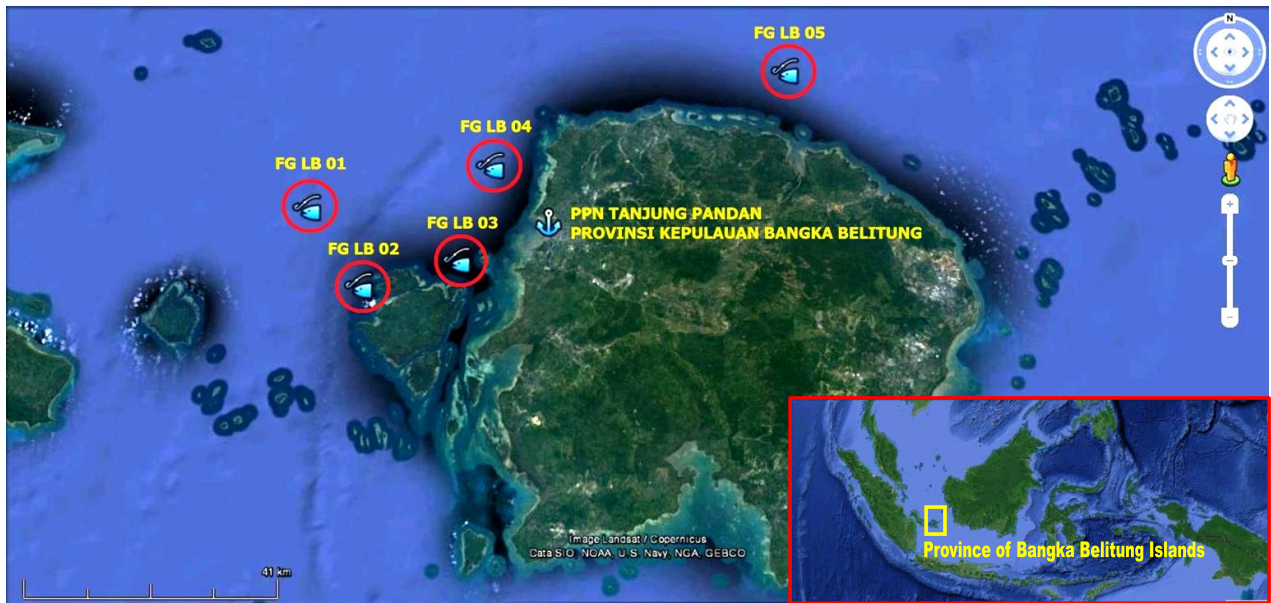 N
FG LB 05
FG LB 04
FG LB 01
PPN TANJUNG PANDAN
PROVINSI KEPULAUAN BANGKA BELITUNG
FG LB 03
FG LB 02
Image Landsat / Copernicus
Data SIO, NOAA, U.S. Navy, NGA, GEBCO
41 km
Province of Bangka Belitung Islands